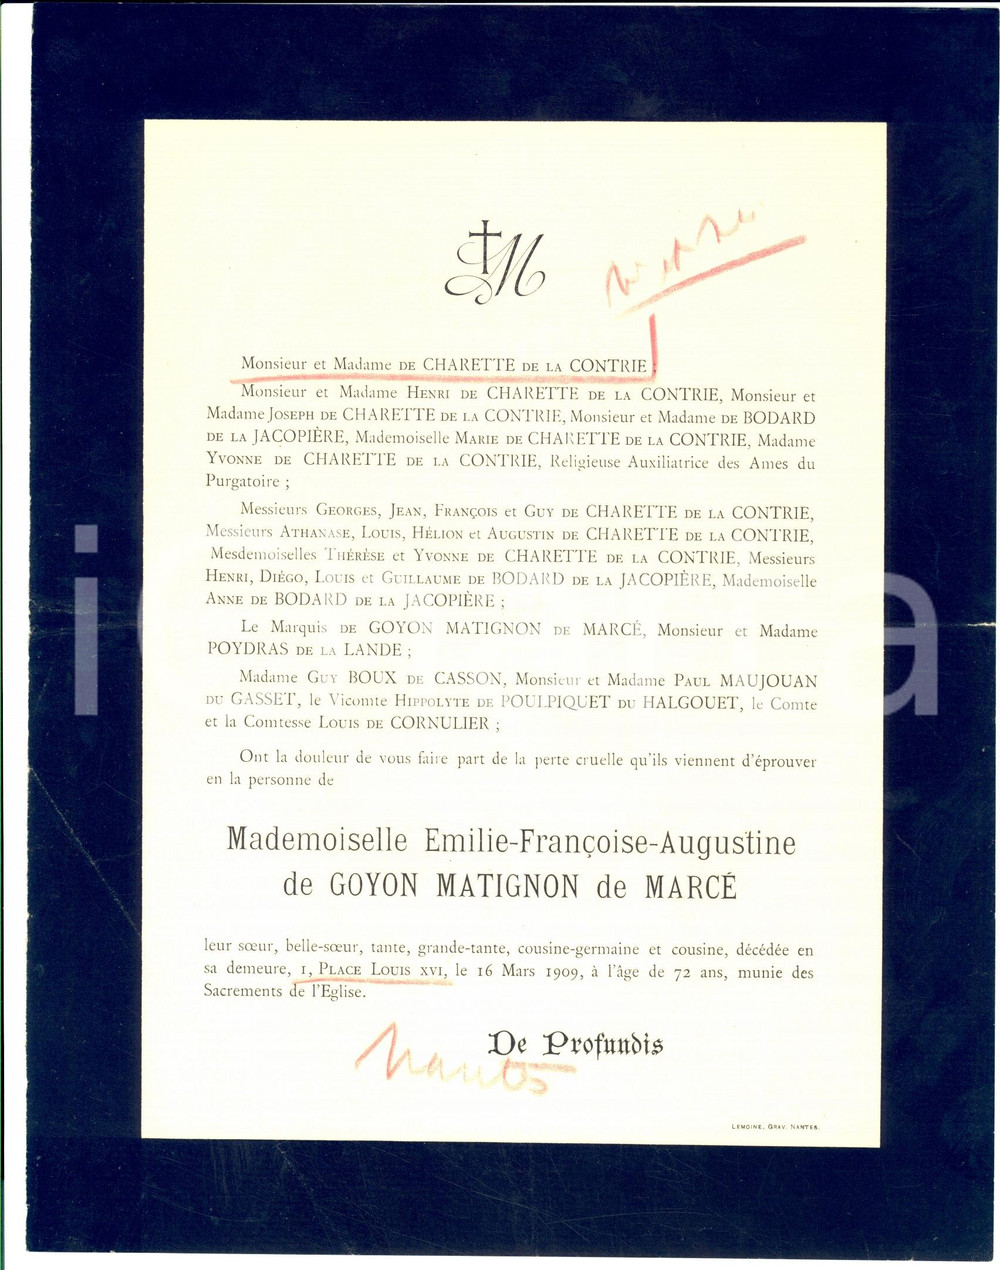 M
Monsieur et Madame DE CHARETTE DE LA CONTRIE ;
Monsieur et Madame HENRI DE CHARETTE DE LA CONTRIE, Monsieur et
Madame JOSEPH DE CHARETTE DE LA CONTRIE, Monsieur et Madame DE BODARD
DE LA JACOPIÈRE, Mademoiselle MARIE DE CHARETTE DE LA CONTRIE, Madame
YVONNE DE CHARETTE DE LA CONTRIE, Religieuse Auxiliatrice des Ames du
Purgatoire ;
Messieurs GEORGES, JEAN, FRANÇOIS et GUY DE CHARETTE DE LA CONTRIE,
Messieurs ATHANASE, LOUIS, HÉLION et AUGUSTIN DE CHARETTE DE LA CONTRIE,
Mesdemoiselles THÉRÈSE et YVONNE DE CHARETTE DE LA CONTRIE, Messieurs
HENRI, DIÉGO, LOUIS et GUILLAUME DE BODARD DE LA JACOPIÈRE, Mademoiselle
ANNE DE BODARD DE LA JACOPIÈRE ;
Le Marquis DE GOYON MATIGNON DE MARCÉ, Monsieur et Madame
POYDRAS DE LA LANDE ;
Madame GUY BOUX DE CASSON, Monsieur et Madame PAUL MAUJOUAN
DU GASSET, le Vicomte HIPPOLYTE DE POULPIQUET DU HALGOUET, le Comte
et la Comtesse LOUIS DE CORNULIER ;
Ont la douleur de vous faire part de la perte cruelle qu'ils viennent d'éprouver
en la personne de
Mademoiselle Emilie-Françoise-Augustine
de GOYON MATIGNON de MARCÉ
leur sœur, belle-sœur, tante, grande-tante, cousine-germaine et cousine, décédée en
sa demeure, 1, PLACE LOUIS XVI, le 16 Mars 1909, à l'âge de 72 ans, munie des
Sacrements de l'Eglise.
De Profundis
Nantes
LEMOINE, GRAV. NANTES.